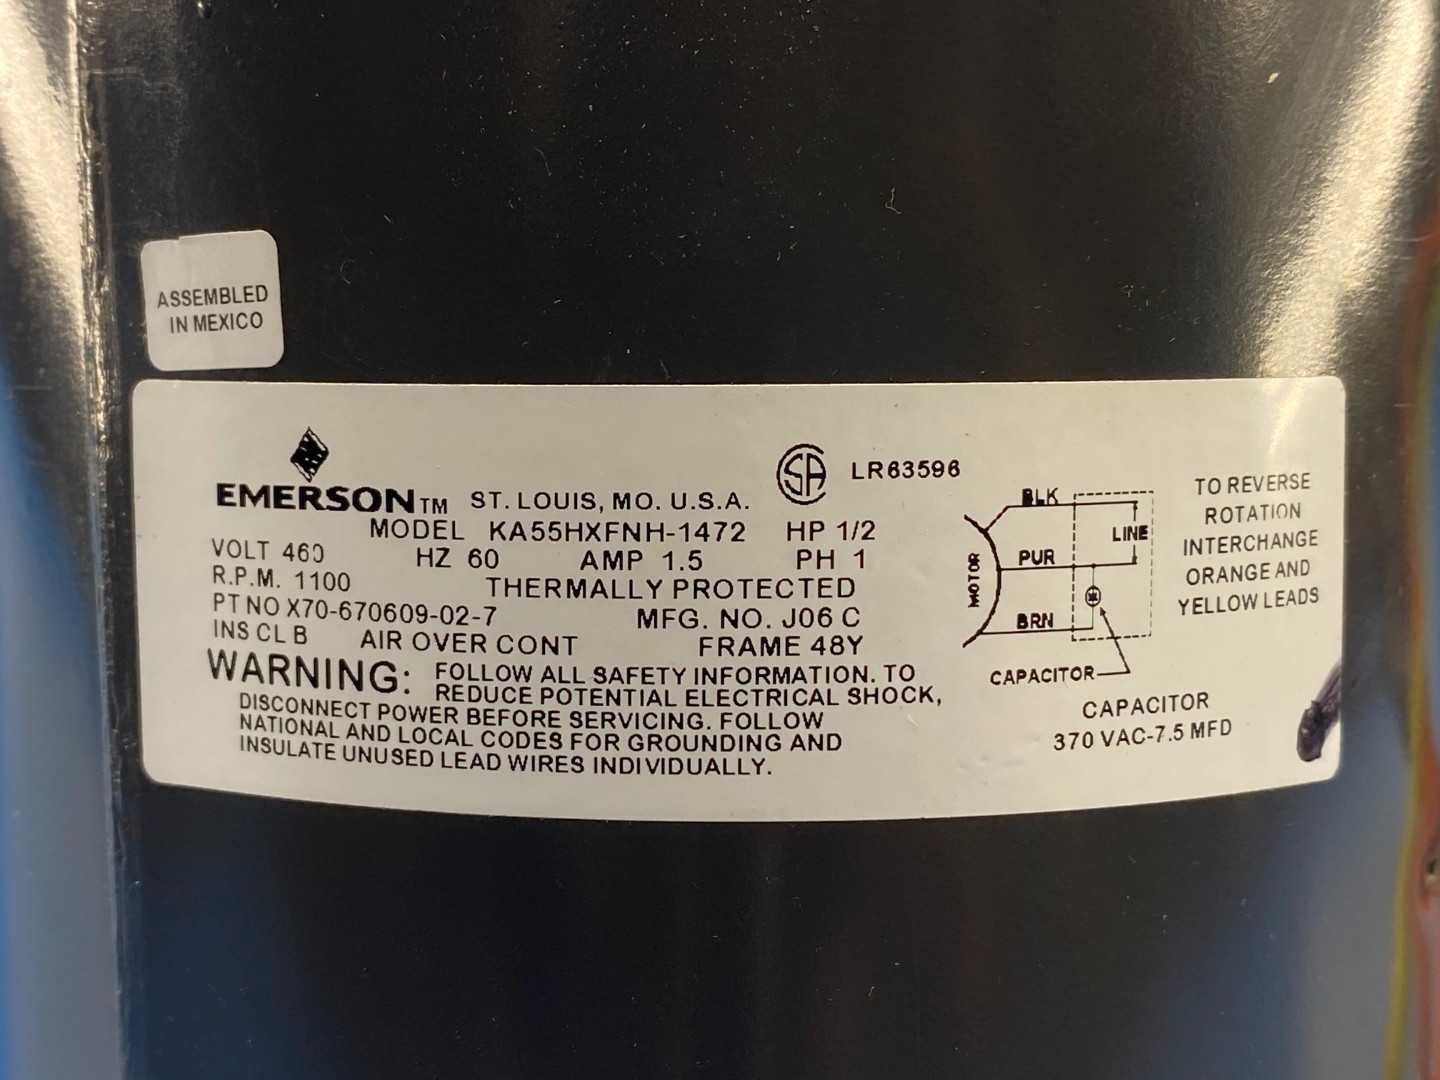 ASSEMBLED
IN MEXICO
EMERSON™ ST. LOUIS, MO. U.S.A.
SA LR63596
MODEL KA55HXFNH-1472 HP 1/2
VOLT 460 HZ 60 AMP 1.5 PH 1
R.P.M. 1100 THERMALLY PROTECTED
PT NO X70-670609-02-7 MFG. NO. J06 C
INS CL B AIR OVER CONT FRAME 48Y
WARNING: FOLLOW ALL SAFETY INFORMATION. TO
REDUCE POTENTIAL ELECTRICAL SHOCK,
DISCONNECT POWER BEFORE SERVICING. FOLLOW
NATIONAL AND LOCAL CODES FOR GROUNDING AND
INSULATE UNUSED LEAD WIRES INDIVIDUALLY.
BLK
LINE
PUR
MOTOR
BRN
CAPACITOR
CAPACITOR
370 VAC-7.5 MFD
TO REVERSE
ROTATION
INTERCHANGE
ORANGE AND
YELLOW LEADS